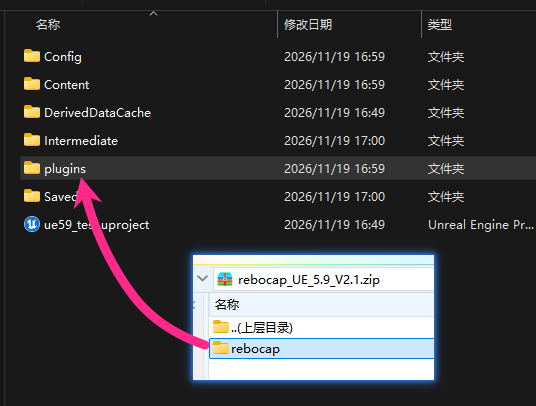 名称 修改日期 类型
Config 2026/11/19 16:59 文件夹
Content 2026/11/19 16:59 文件夹
DerivedDataCache 2026/11/19 16:49 文件夹
Intermediate 2026/11/19 17:00 文件夹
plugins 2026/11/19 16:59 文件夹
Saved 2026/11/19 17:00 文件夹
2026/11/19 16:49 Unreal Engine Pr...
rebocap_UE_5.9_V2.1.zip
名称
..(上层目录)
rebocap